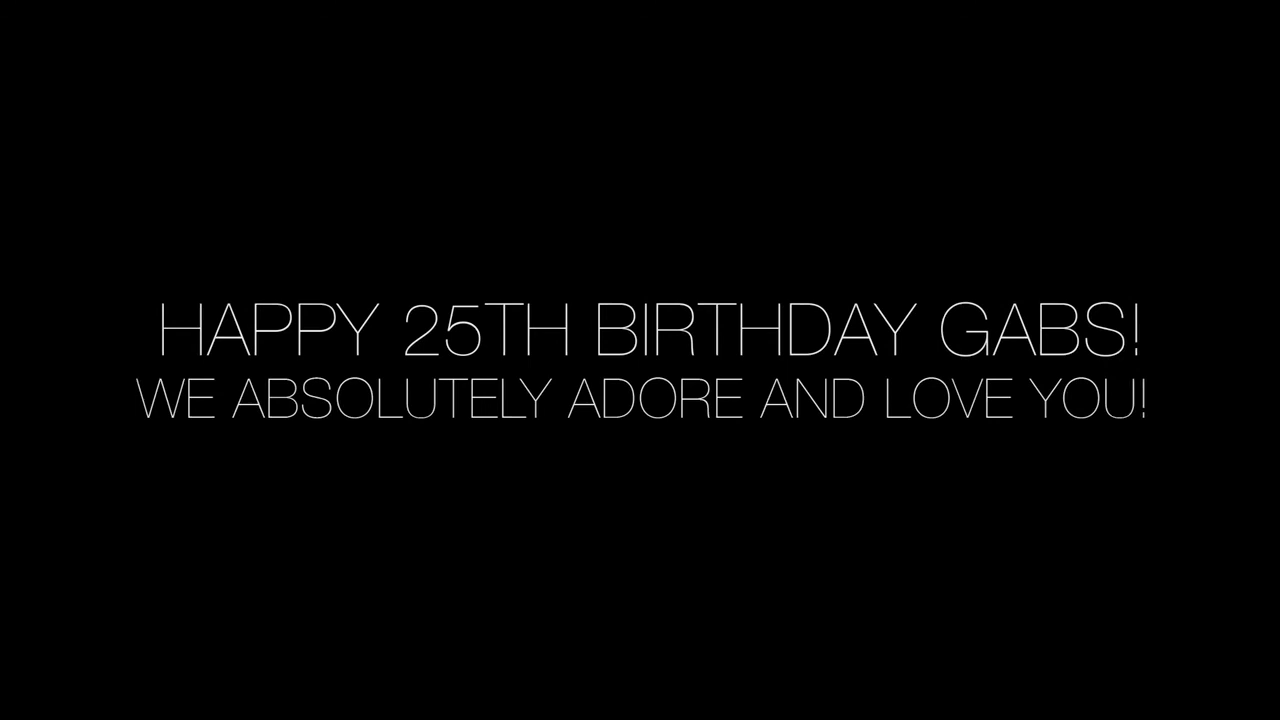 HAPPY 25TH BIRTHDAY GABS!
WE ABSOLUTELY ADORE AND LOVE YOU!